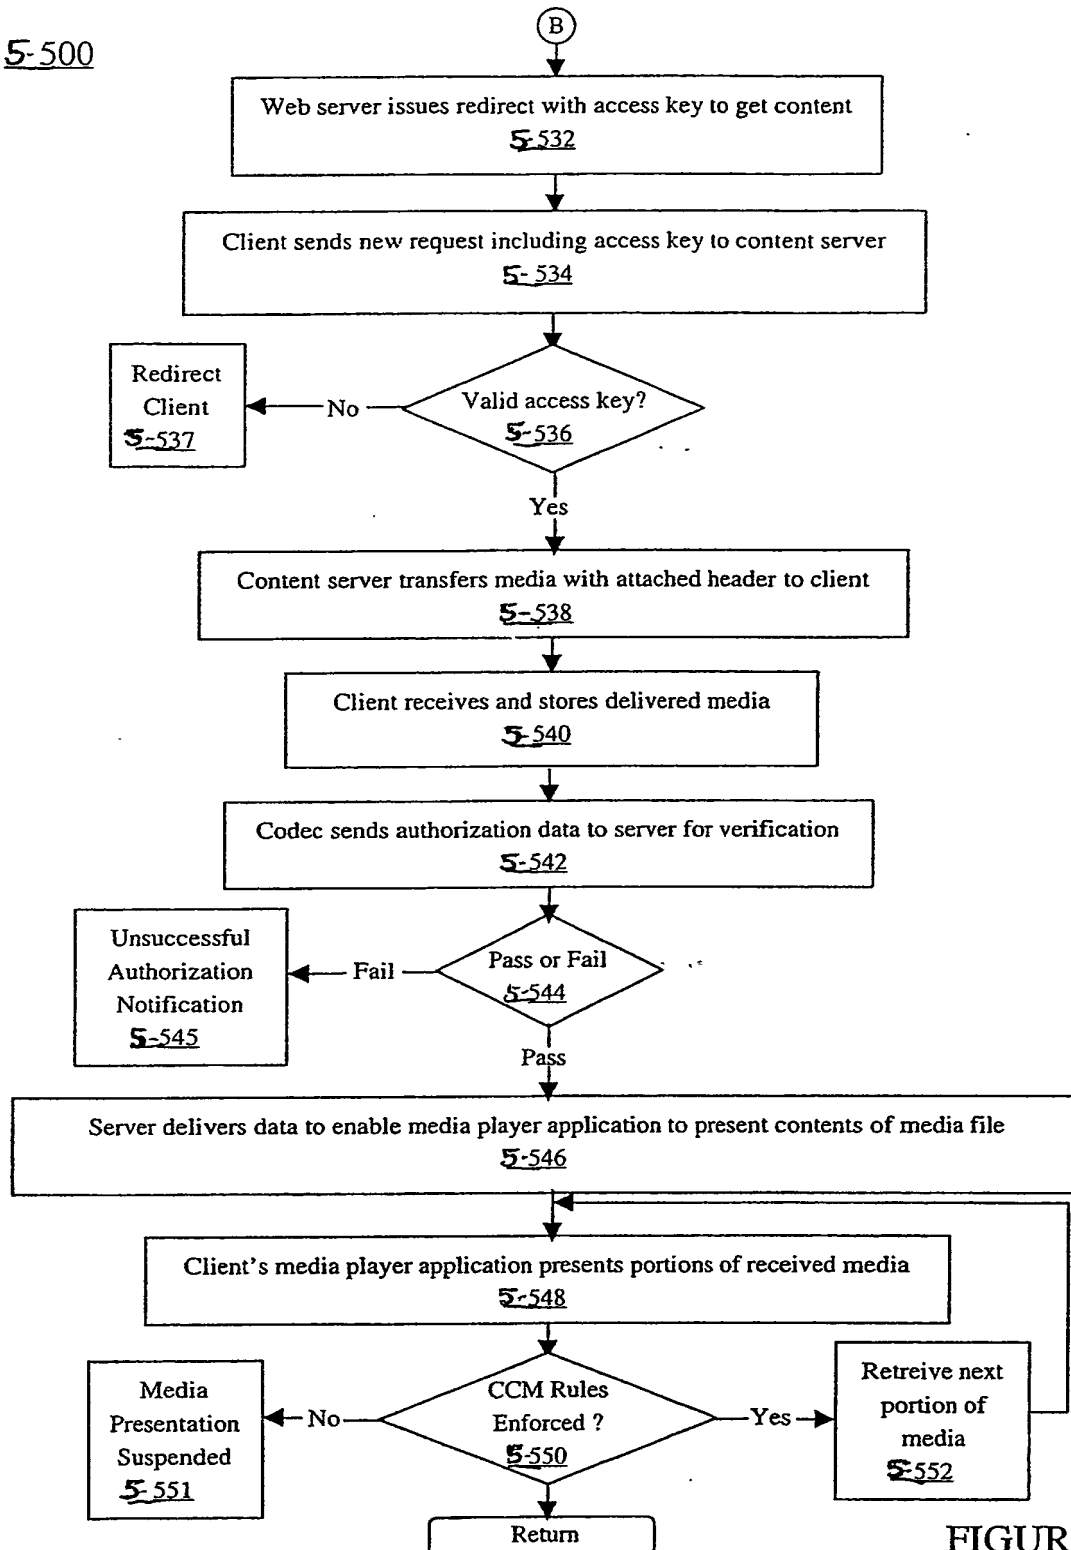 5-500
B
Web server issues redirect with access key to get content
5-532
Client sends new request including access key to content server
5-534
Valid access key?
5-536
No
Redirect
Client
5-537
Yes
Content server transfers media with attached header to client
5-538
Client receives and stores delivered media
5-540
Codec sends authorization data to server for verification
5-542
Pass or Fail
5-544
Fail
Unsuccessful
Authorization
Notification
5-545
Pass
Server delivers data to enable media player application to present contents of media file
5-546
Client's media player application presents portions of received media
5-548
CCM Rules
Enforced ?
5-550
No
Media
Presentation
Suspended
5-551
Yes
Retreive next
portion of
media
5-552
Return
FIGUR